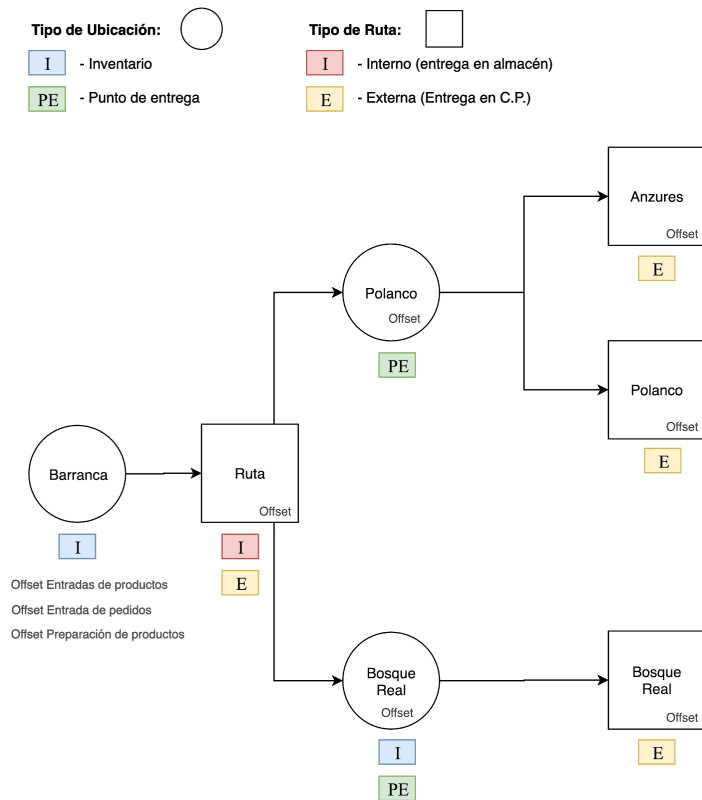 Tipo de Ubicación:
I - Inventario
PE - Punto de entrega
Tipo de Ruta:
I - Interno (entrega en almacén)
E - Externa (Entrega en C.P.)
Anzures
Offset
E
Polanco
Offset
PE
Polanco
Offset
E
Barranca
I
Offset Entradas de productos
Offset Entrada de pedidos
Offset Preparación de productos
Ruta
Offset
I
E
Bosque
Real
Offset
I
PE
Bosque
Real
Offset
E